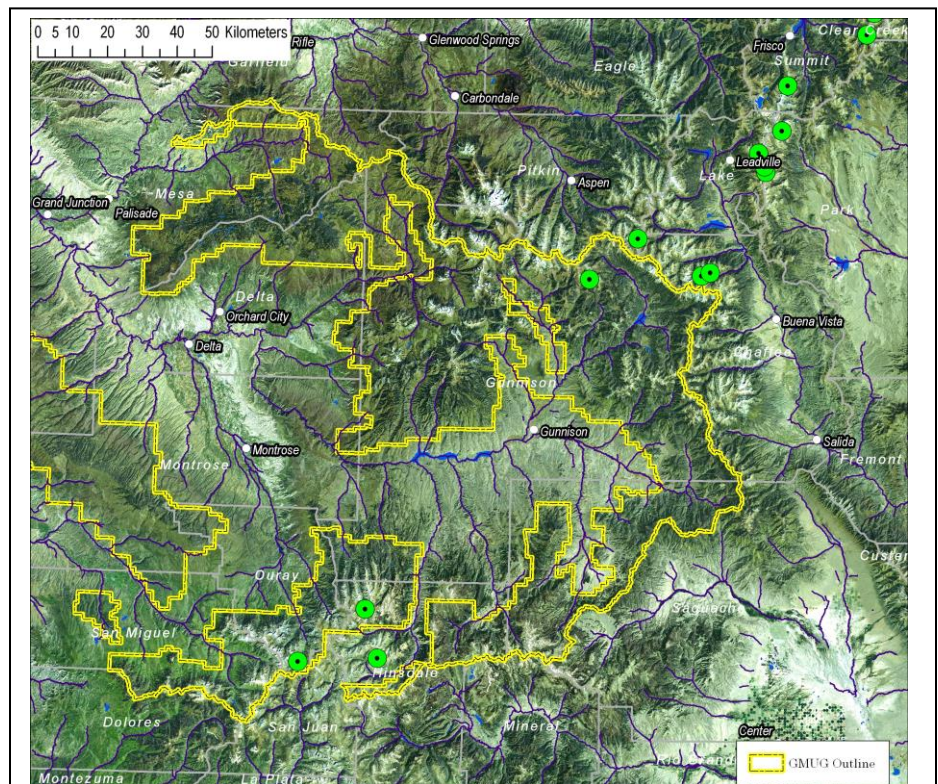 0 5 10 20 30 40 50 Kilometers
Rifle
Glenwood Springs
Garfield
Eagle
Frisco
Clear Creek
Summit
Carbondale
Pitkin
Aspen
Leadville
Lake
Mesa
Grand Junction
Palisade
Park
Delta
Orchard City
Delta
Buena Vista
Chaffee
Gunnison
Gunnison
Montrose
Montrose
Salida
Fremont
Custer
Ouray
San Miguel
Saguache
Hinsdale
Dolores
San Juan
Mineral
Center
Rio Grande
GMUG Outline
Montezuma
La Plata